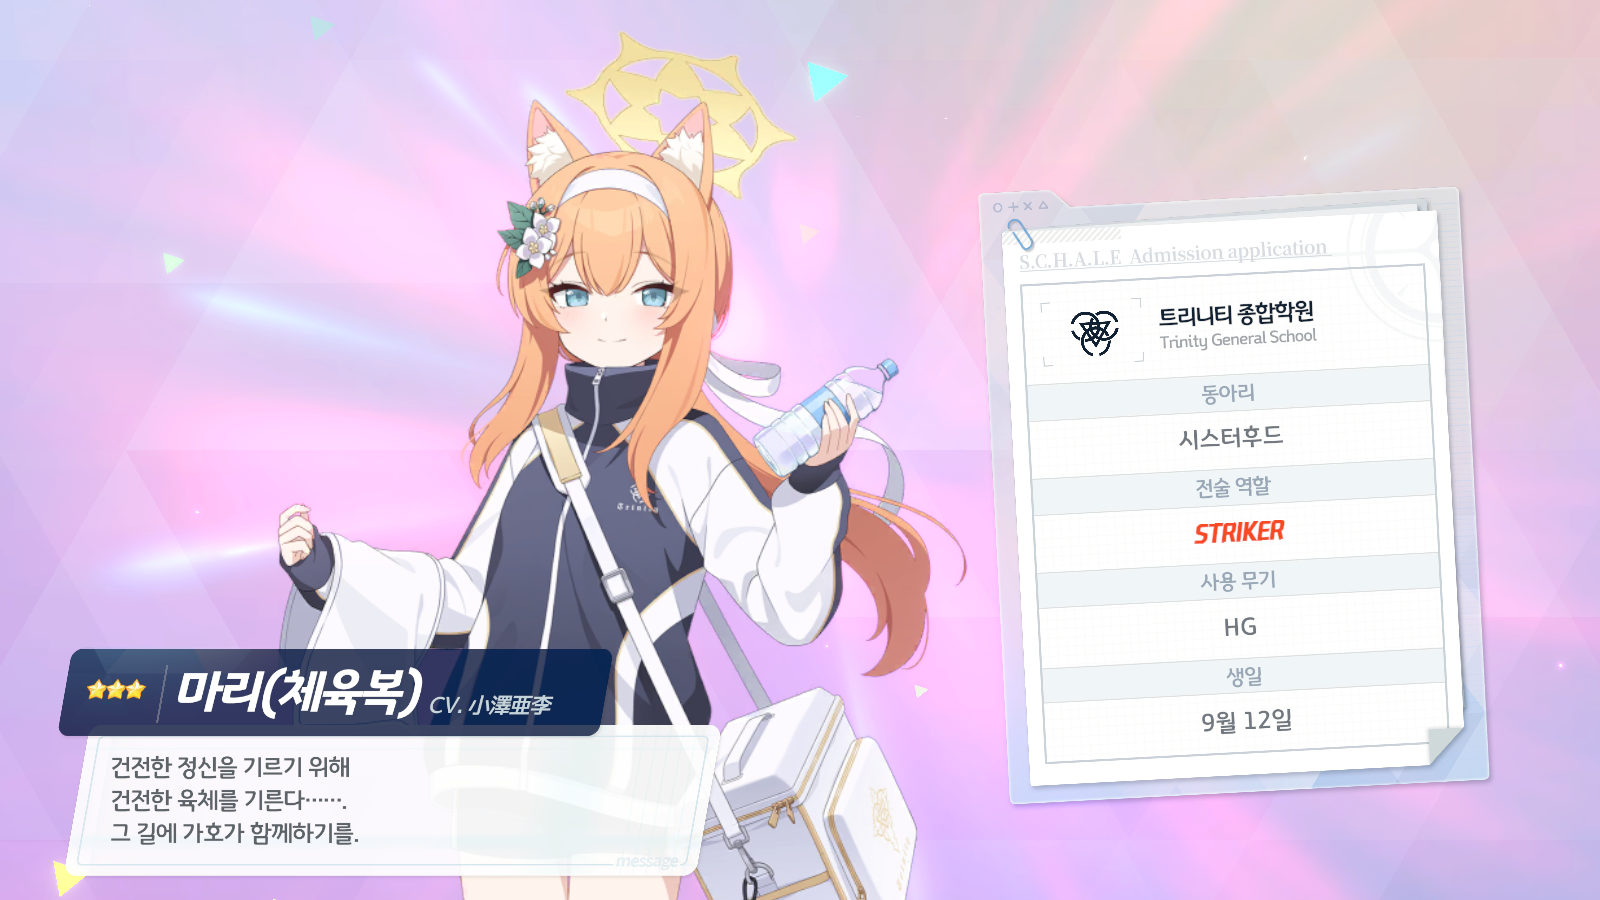 마리(체육복) CV. 小澤亜李
건전한 정신을 기르기 위해
건전한 육체를 기른다…….
그 길에 가호가 함께하기를.
message
Trinity
S.C.H.A.L.E Admission application
트리니티 종합학원
Trinity General School
동아리
시스터후드
전술 역할
STRIKER
사용 무기
HG
생일
9월 12일